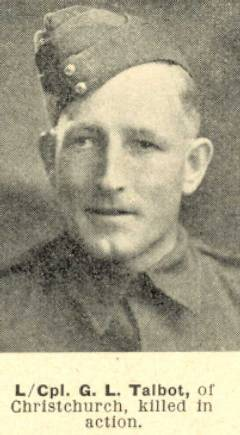 L/Cpl. G. L. Talbot, of
Christchurch, killed in
action.